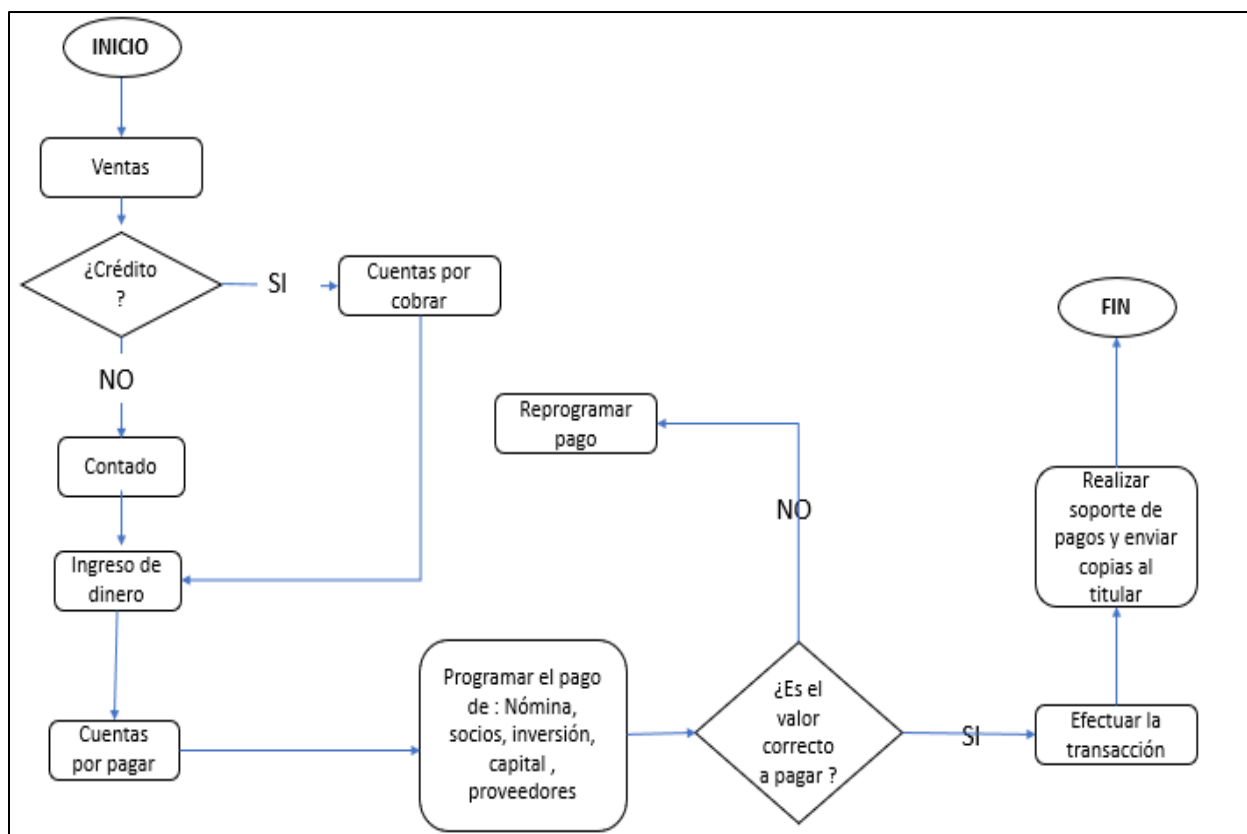 INICIO
Ventas
¿Crédito
?
SI
Cuentas por
cobrar
NO
Contado
Ingreso de
dinero
Cuentas
por pagar
Programar el pago
de : Nómina,
socios, inversión,
capital ,
proveedores
¿Es el
valor
correcto
a pagar ?
NO
Reprogramar
pago
SI
Efectuar la
transacción
Realizar
soporte de
pagos y enviar
copias al
titular
FIN